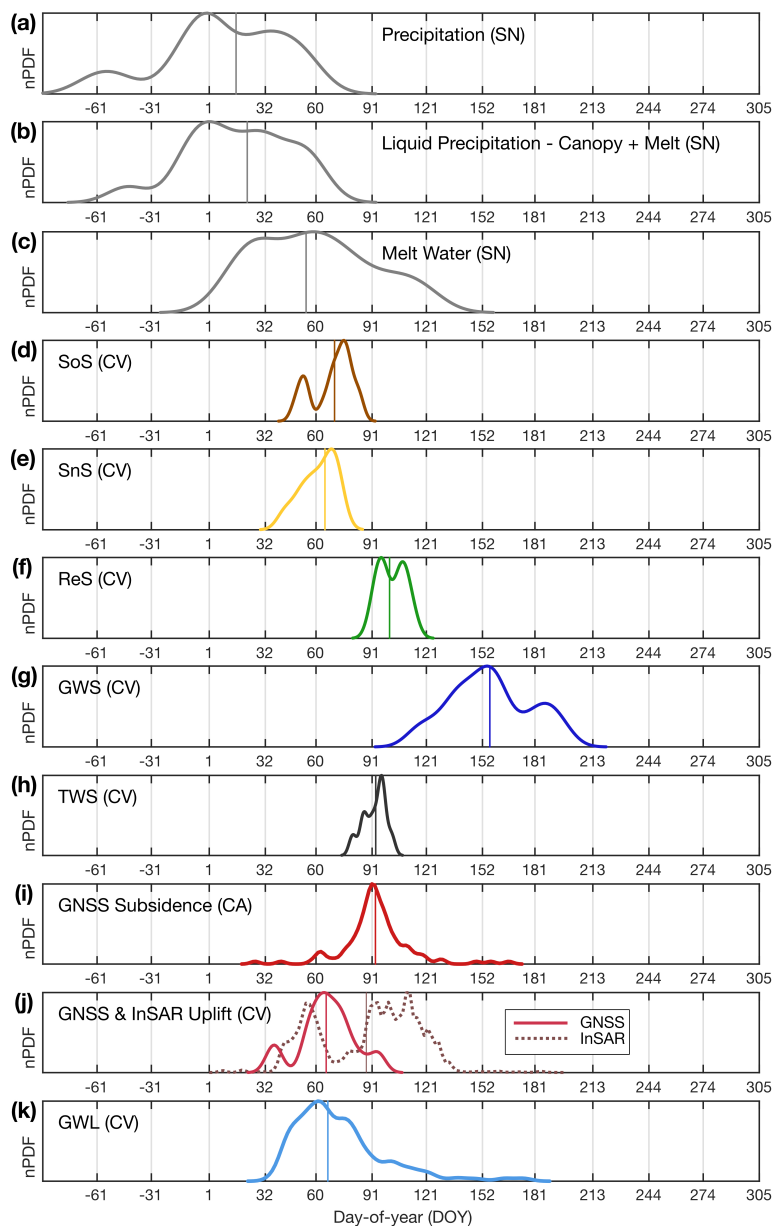 (a)
Precipitation (SN)
nPDF
-61 -31 1 32 60 91 121 152 181 213 244 274 305
(b)
Liquid Precipitation - Canopy + Melt (SN)
nPDF
-61 -31 1 32 60 91 121 152 181 213 244 274 305
(c)
Melt Water (SN)
nPDF
-61 -31 1 32 60 91 121 152 181 213 244 274 305
(d)
SoS (CV)
nPDF
-61 -31 1 32 60 91 121 152 181 213 244 274 305
(e)
SnS (CV)
nPDF
-61 -31 1 32 60 91 121 152 181 213 244 274 305
(f)
ReS (CV)
nPDF
-61 -31 1 32 60 91 121 152 181 213 244 274 305
(g)
GWS (CV)
nPDF
-61 -31 1 32 60 91 121 152 181 213 244 274 305
(h)
TWS (CV)
nPDF
-61 -31 1 32 60 91 121 152 181 213 244 274 305
(i)
GNSS Subsidence (CA)
nPDF
-61 -31 1 32 60 91 121 152 181 213 244 274 305
(j)
GNSS & InSAR Uplift (CV)
GNSS
InSAR
nPDF
-61 -31 1 32 60 91 121 152 181 213 244 274 305
(k)
GWL (CV)
nPDF
-61 -31 1 32 60 91 121 152 181 213 244 274 305
Day-of-year (DOY)